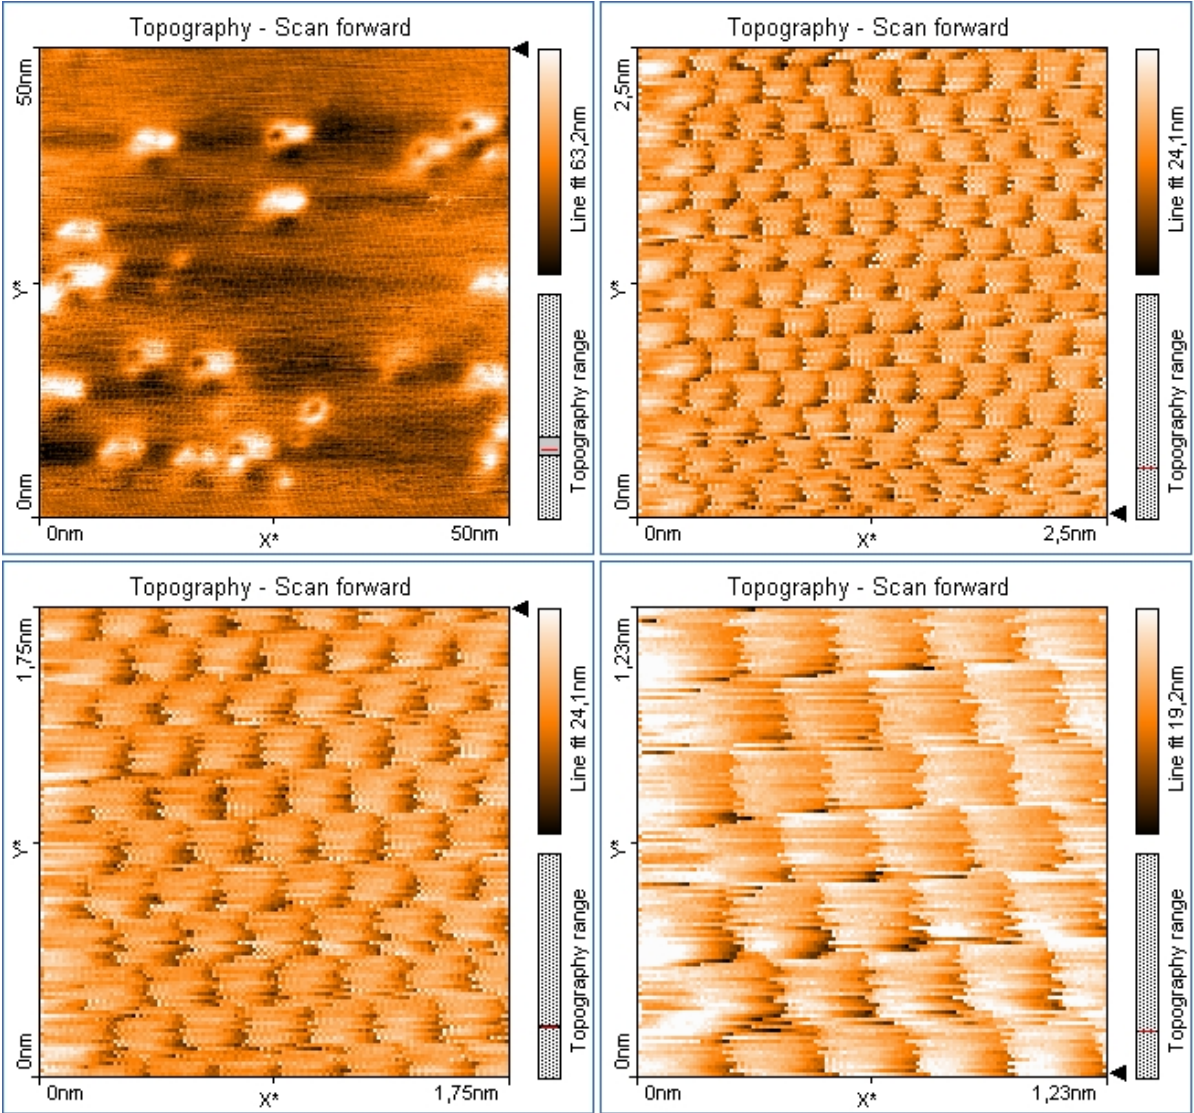 Topography - Scan forward
50nm
Y*
0nm
0nm
X*
50nm
Line fit 63,2nm
Topography range
Topography - Scan forward
2,5nm
Y*
0nm
0nm
X*
2,5nm
Line fit 24,1nm
Topography range
Topography - Scan forward
1,75nm
Y*
0nm
0nm
X*
1,75nm
Line fit 24,1nm
Topography range
Topography - Scan forward
1,23nm
Y*
0nm
0nm
X*
1,23nm
Line fit 19,2nm
Topography range